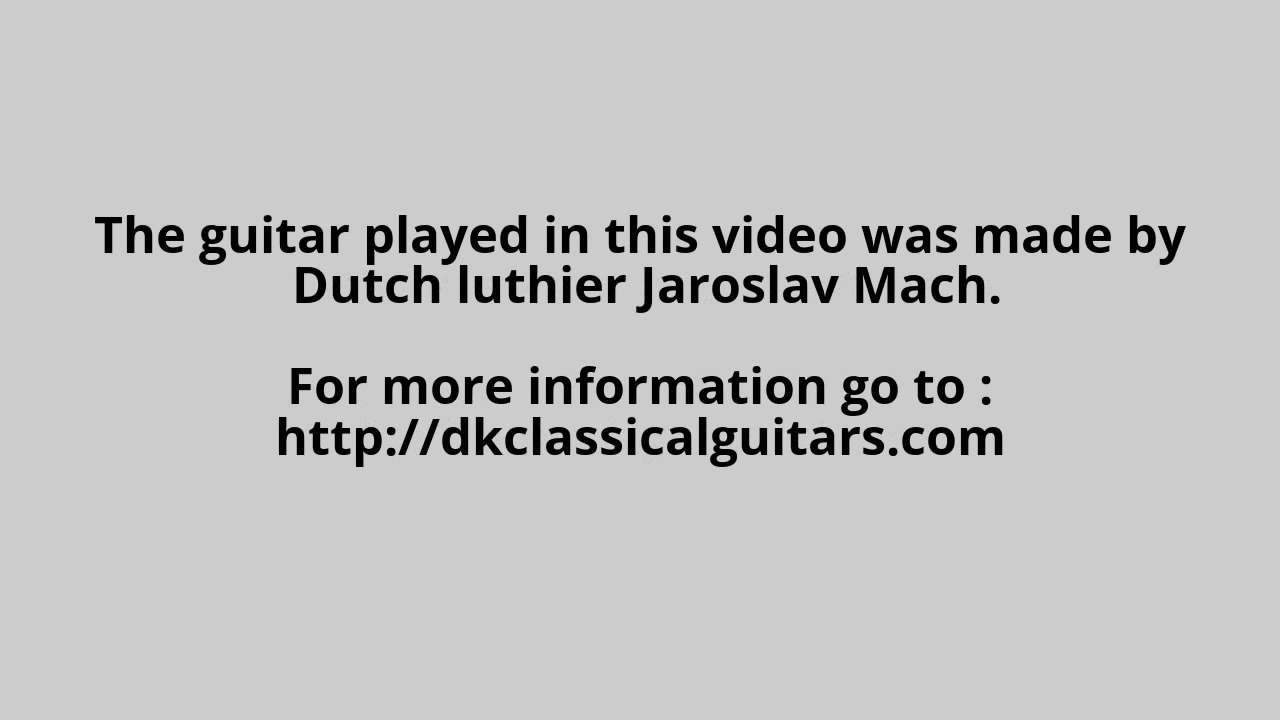 The guitar played in this video was made by
Dutch luthier Jaroslav Mach.
For more information go to :
http://dkclassicalguitars.com